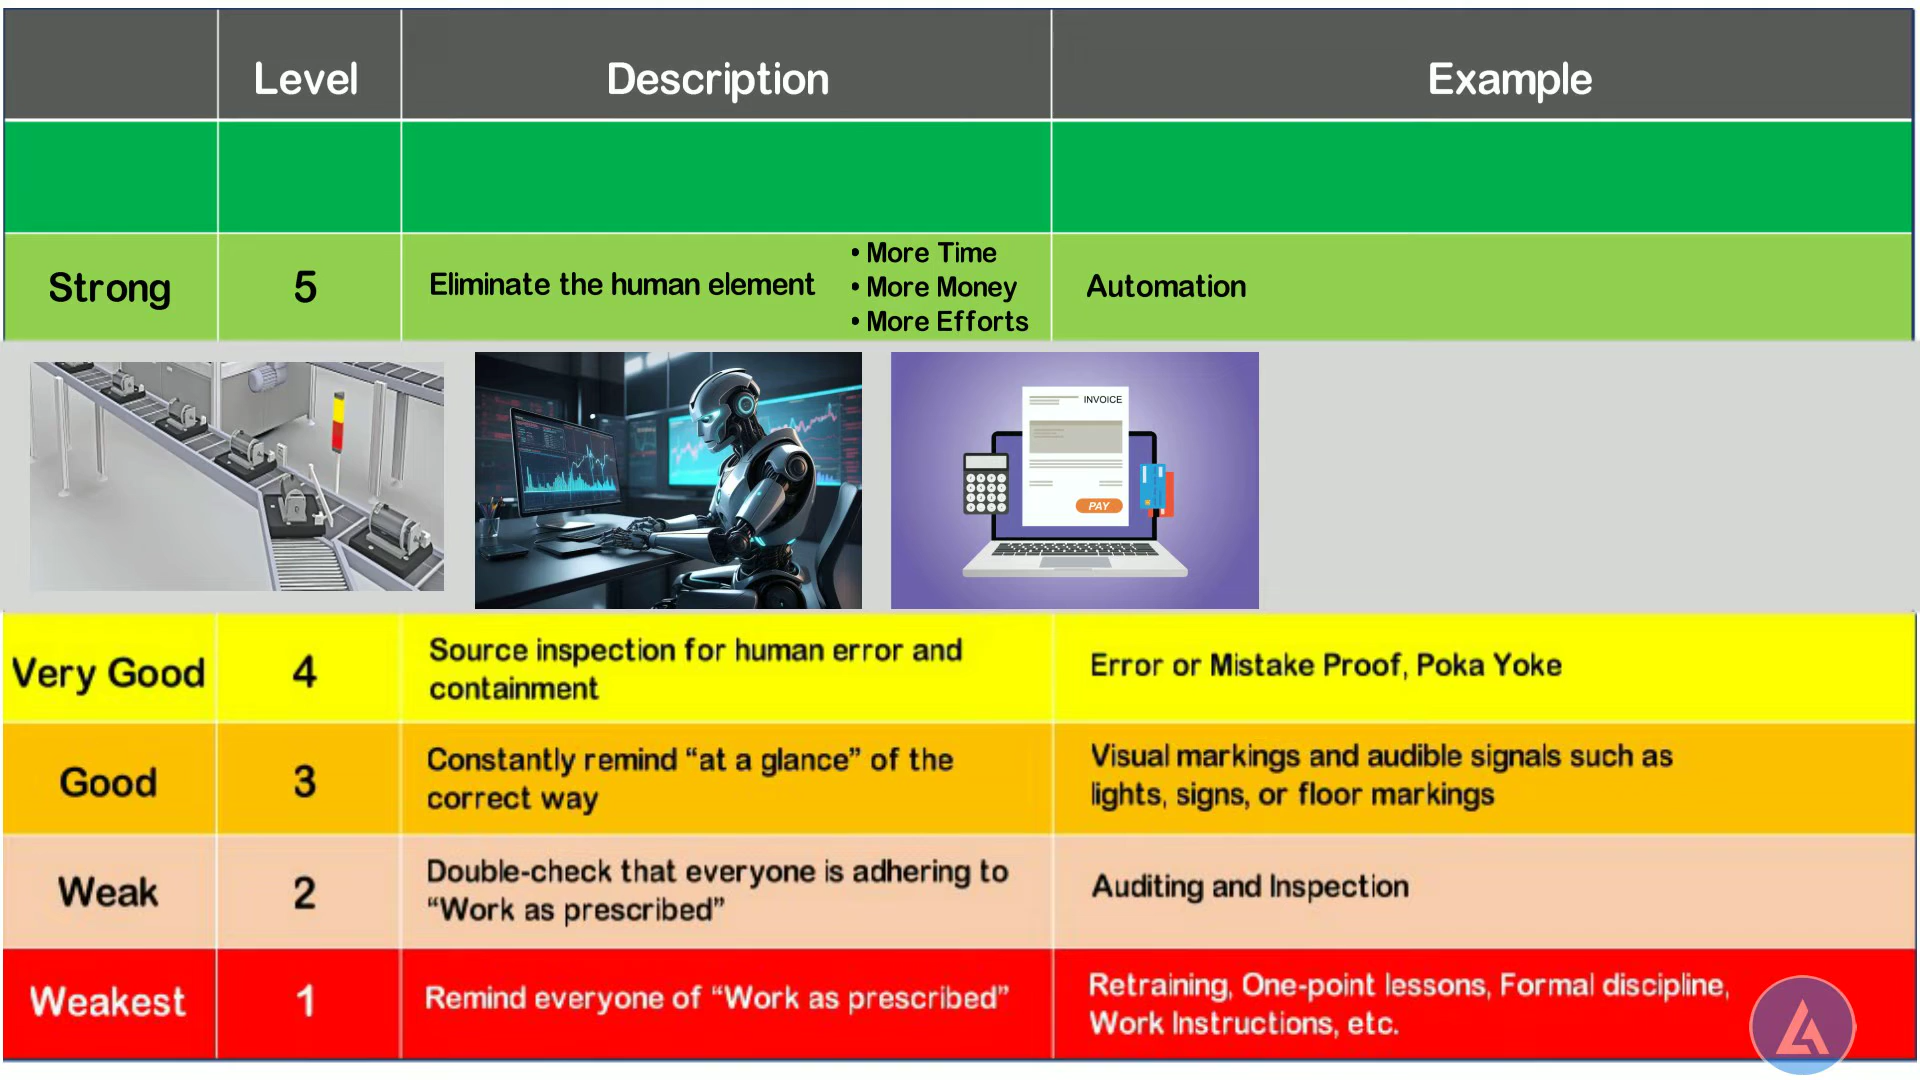 Level Description Example
Strong 5 Eliminate the human element • More Time • More Money • More Efforts Automation
INVOICE
PAY
Very Good 4 Source inspection for human error and containment Error or Mistake Proof, Poka Yoke
Good 3 Constantly remind “at a glance” of the correct way Visual markings and audible signals such as lights, signs, or floor markings
Weak 2 Double-check that everyone is adhering to “Work as prescribed” Auditing and Inspection
Weakest 1 Remind everyone of “Work as prescribed” Retraining, One-point lessons, Formal discipline, Work Instructions, etc.